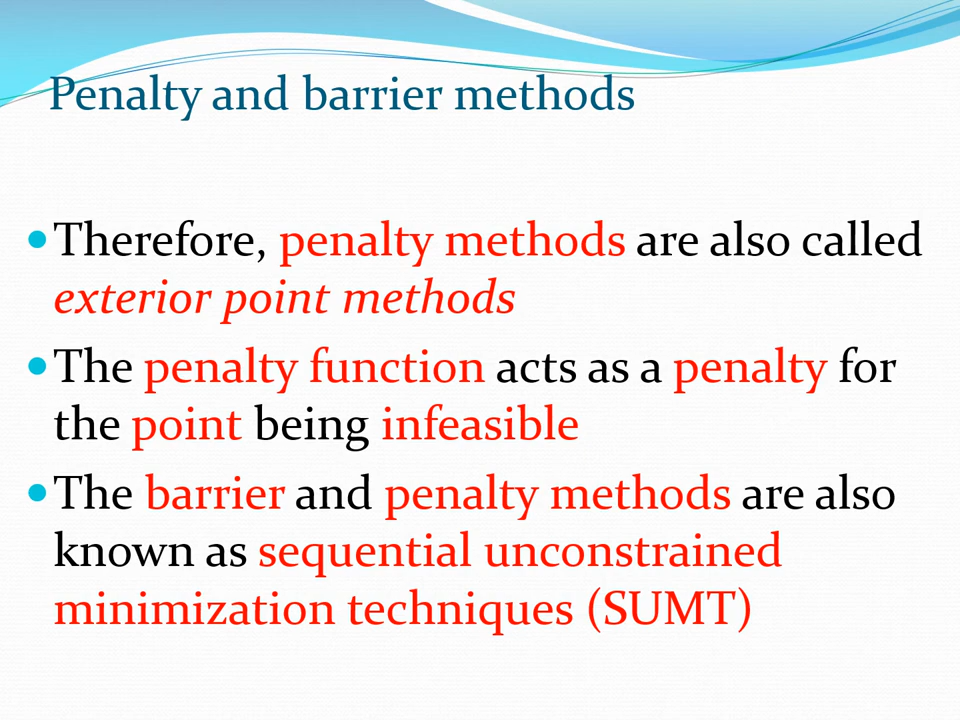 Penalty and barrier methods
Therefore, penalty methods are also called
exterior point methods
The penalty function acts as a penalty for
the point being infeasible
The barrier and penalty methods are also
known as sequential unconstrained
minimization techniques (SUMT)